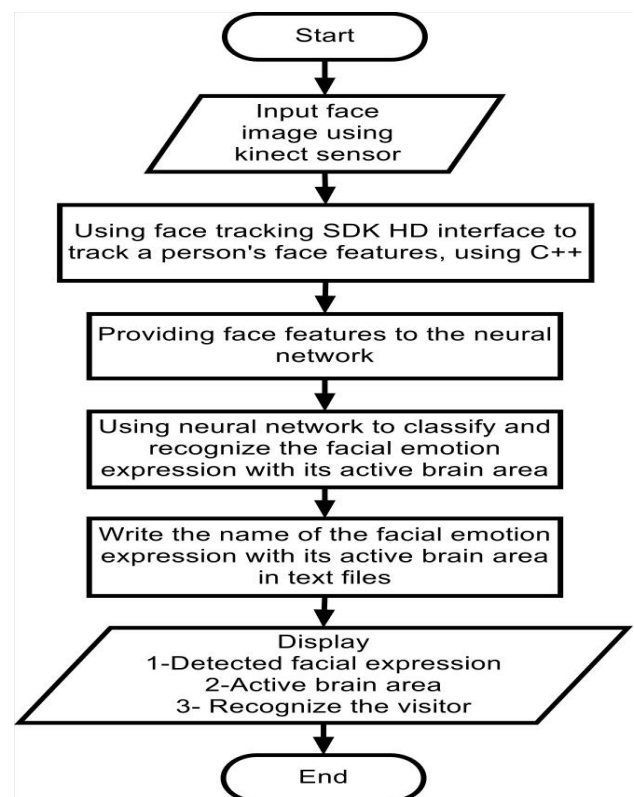 Start
Input face
image using
kinect sensor
Using face tracking SDK HD interface to
track a person's face features, using C++
Providing face features to the neural
network
Using neural network to classify and
recognize the facial emotion
expression with its active brain area
Write the name of the facial emotion
expression with its active brain area
in text files
Display
1-Detected facial expression
2-Active brain area
3- Recognize the visitor
End